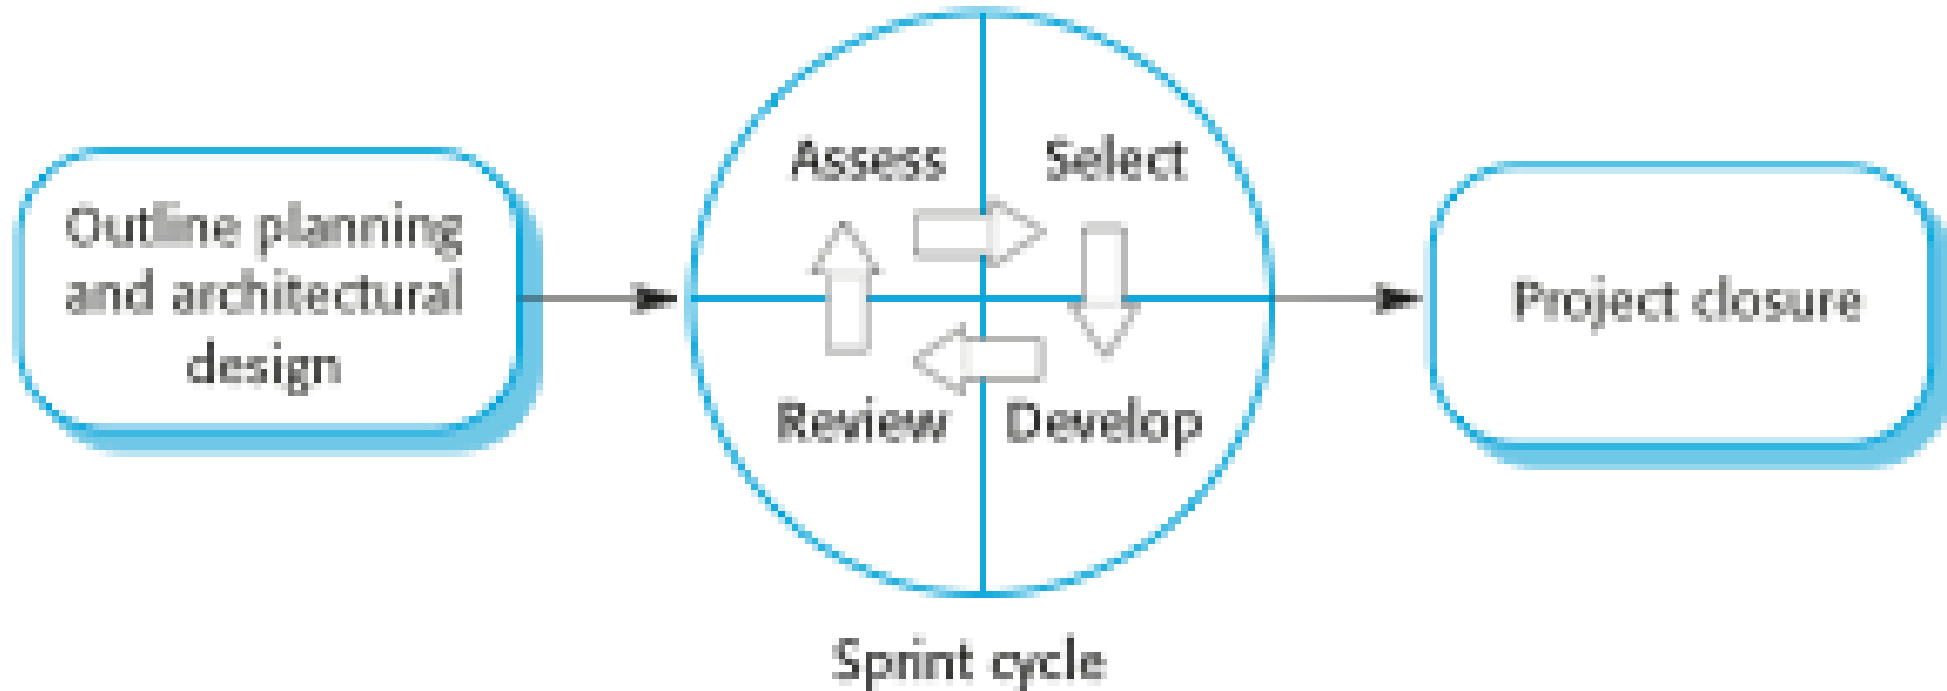 Outline planning
and architectural
design
Assess
Select
Review
Develop
Sprint cycle
Project closure